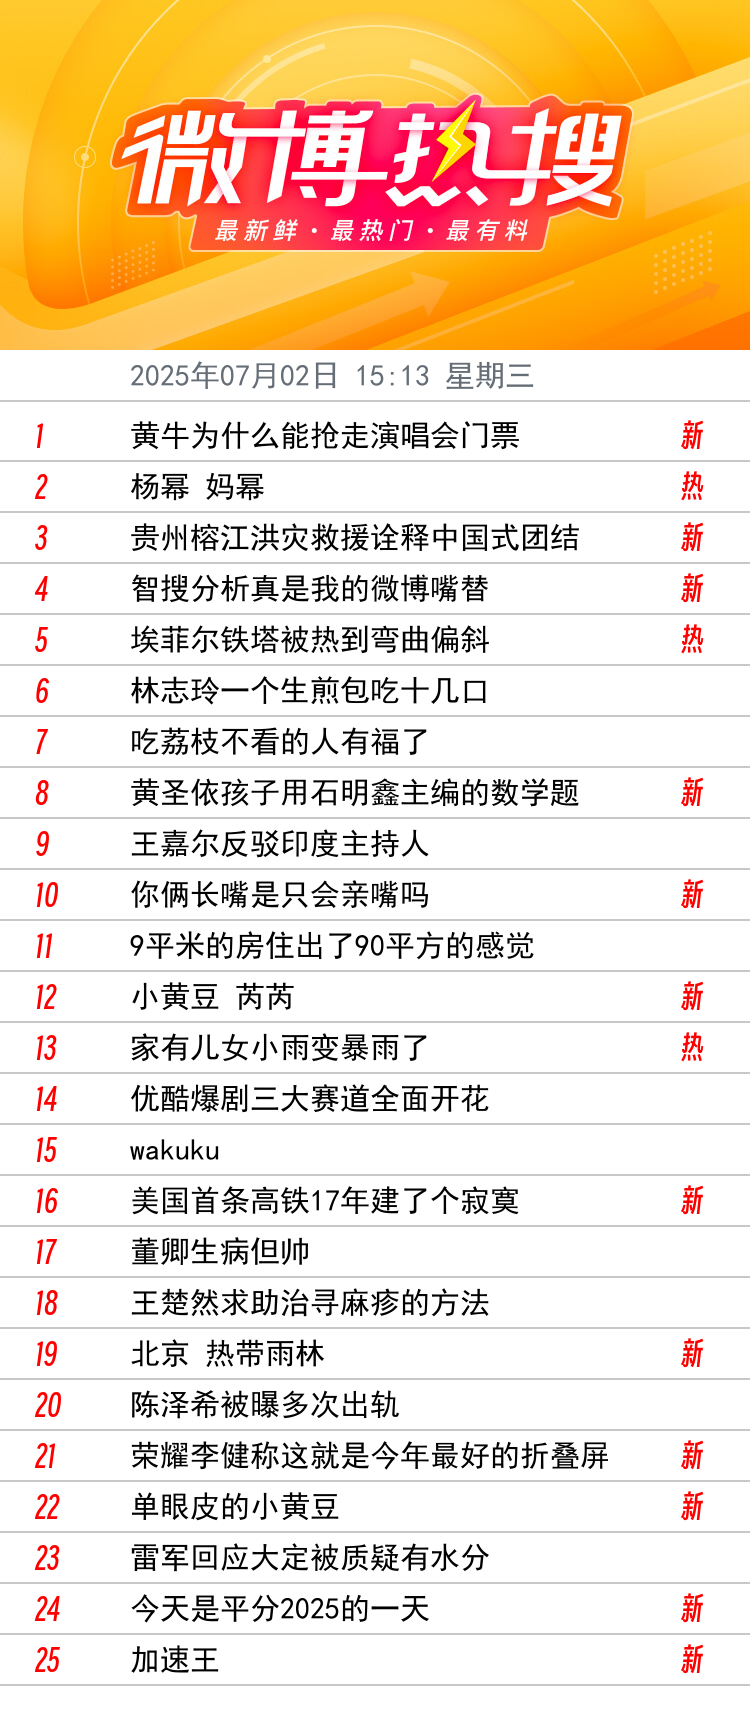 微博热搜
最新鲜·最热门·最有料
2025年07月02日 15:13 星期三
1 黄牛为什么能抢走演唱会门票 新
2 杨幂 妈幂 热
3 贵州榕江洪灾救援诠释中国式团结 新
4 智搜分析真是我的微博嘴替 新
5 埃菲尔铁塔被热到弯曲偏斜 热
6 林志玲一个生煎包吃十几口
7 吃荔枝不看的人有福了
8 黄圣依孩子用石明鑫主编的数学题 新
9 王嘉尔反驳印度主持人
10 你俩长嘴是只会亲嘴吗 新
11 9平米的房住出了90平方的感觉
12 小黄豆 芮芮 新
13 家有儿女小雨变暴雨了 热
14 优酷爆剧三大赛道全面开花
15 wakuku
16 美国首条高铁17年建了个寂寞 新
17 董卿生病但帅
18 王楚然求助治寻麻疹的方法
19 北京 热带雨林 新
20 陈泽希被曝多次出轨
21 荣耀李健称这就是今年最好的折叠屏 新
22 单眼皮的小黄豆 新
23 雷军回应大定被质疑有水分
24 今天是平分2025的一天 新
25 加速王 新